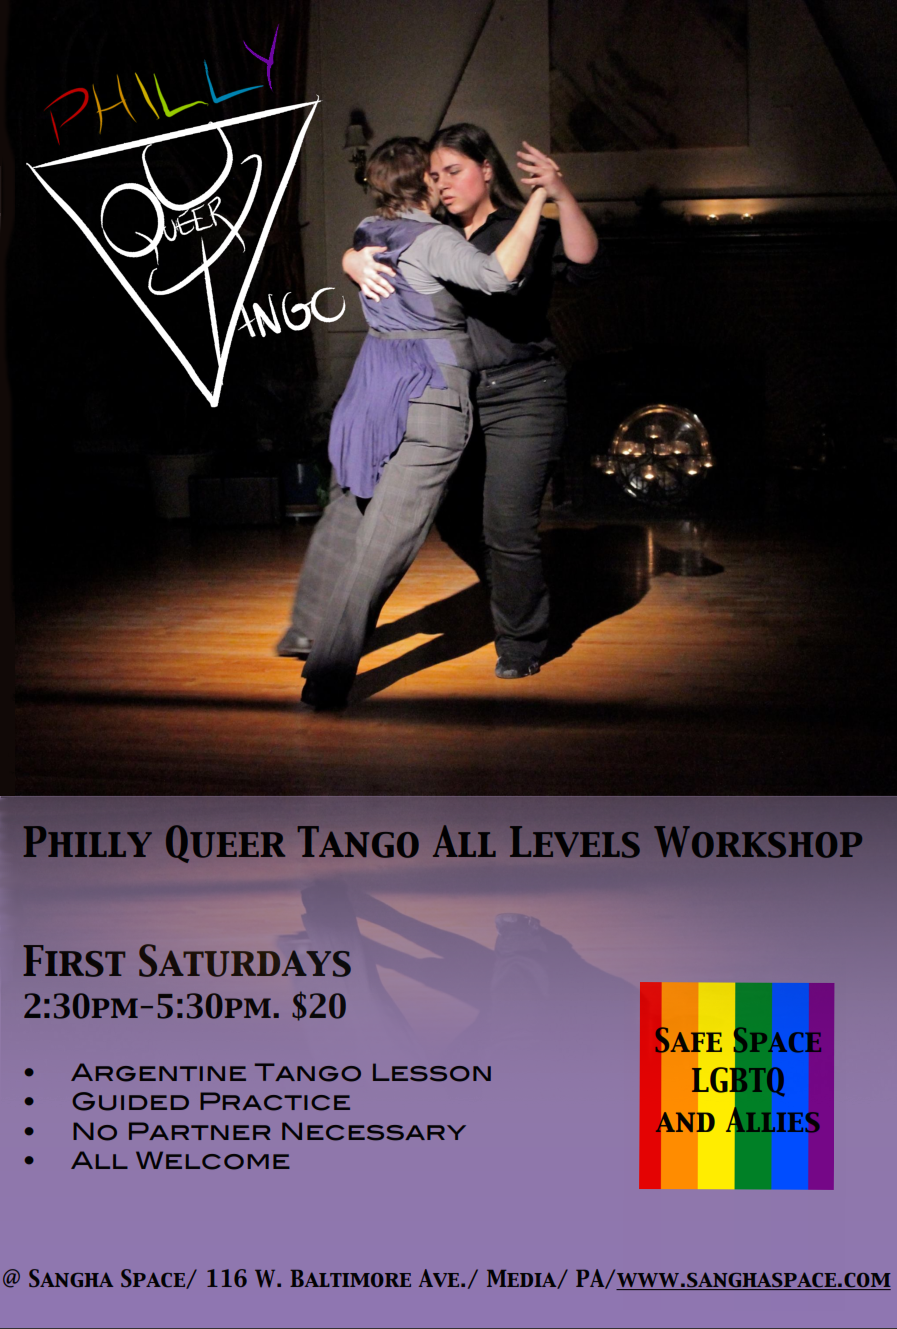 PHILLY
QUEER
TANGO
PHILLY QUEER TANGO ALL LEVELS WORKSHOP
FIRST SATURDAYS
2:30PM-5:30PM. $20
• ARGENTINE TANGO LESSON
• GUIDED PRACTICE
• NO PARTNER NECESSARY
• ALL WELCOME
SAFE SPACE
LGBTQ
AND ALLIES
@ SANGHA SPACE/ 116 W. BALTIMORE AVE./ MEDIA/ PA/WWW.SANGHASPACE.COM